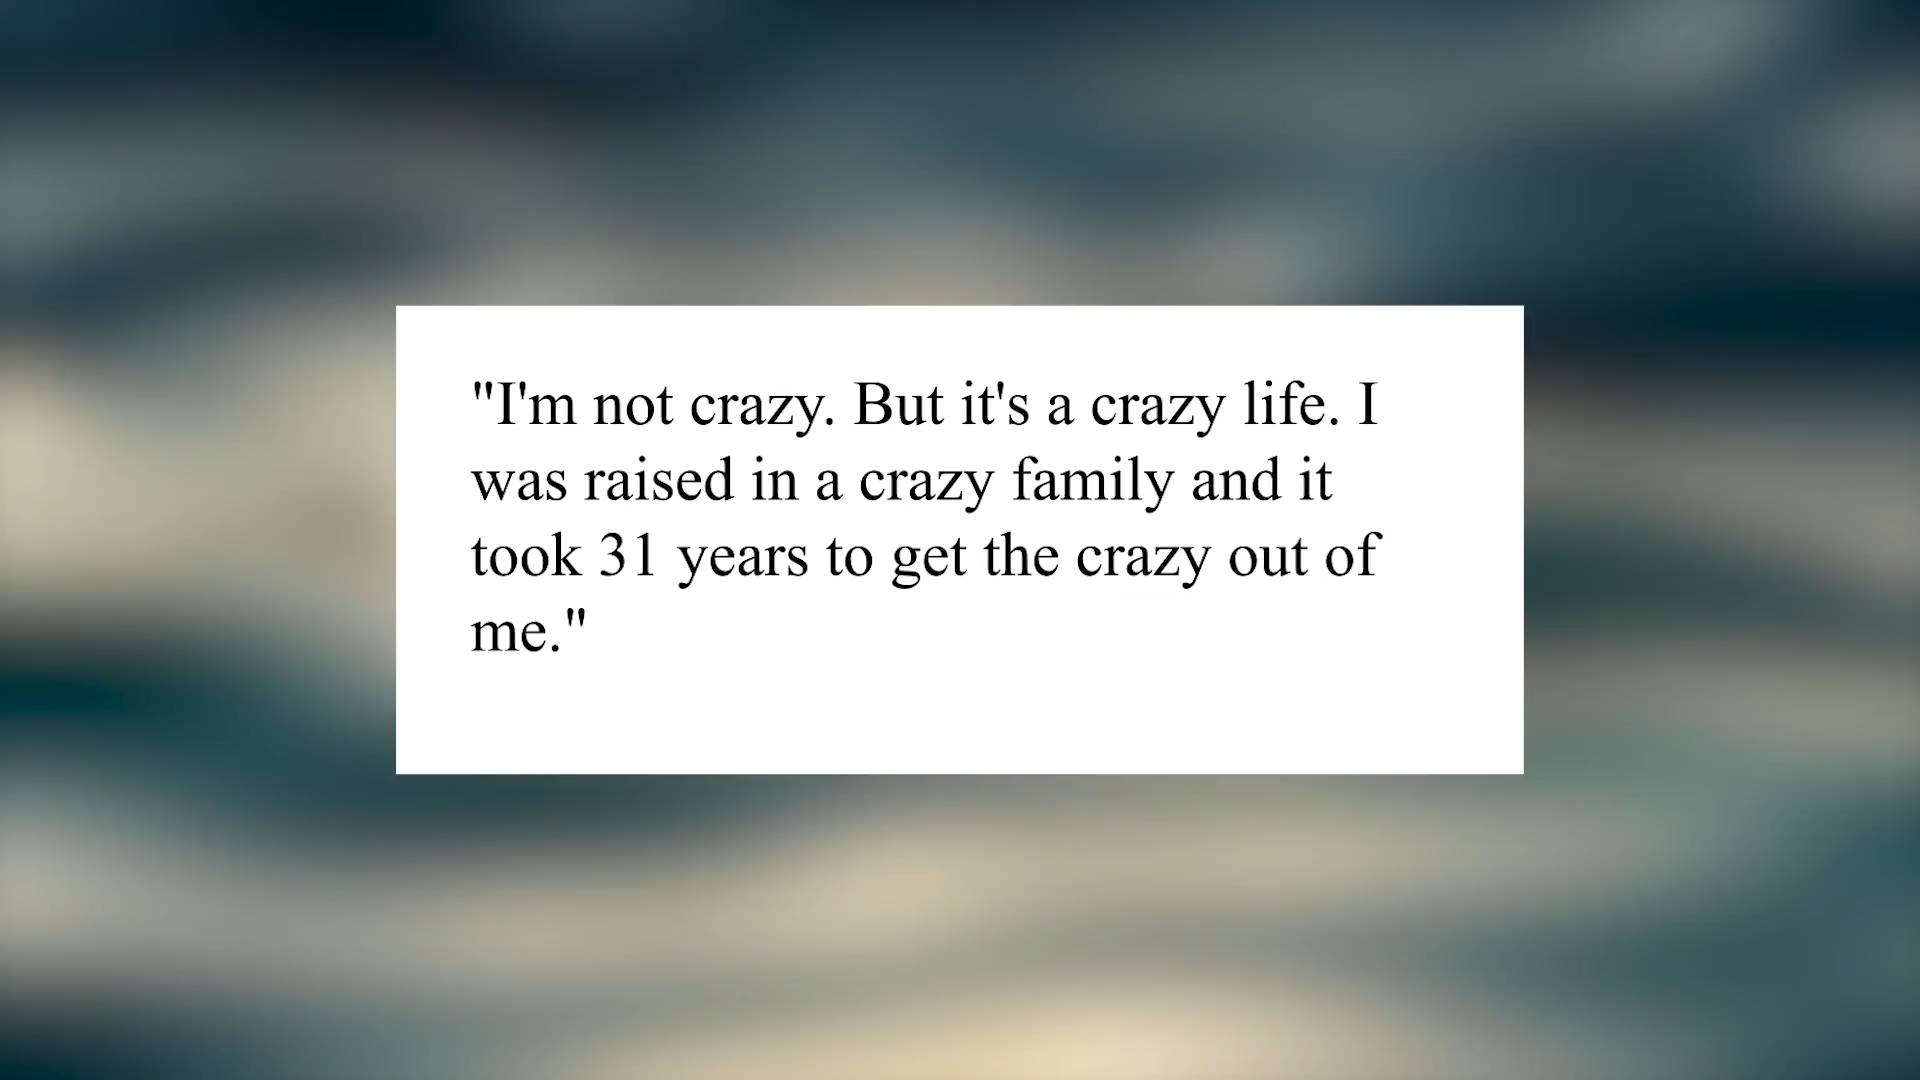 "I'm not crazy. But it's a crazy life. I
was raised in a crazy family and it
took 31 years to get the crazy out of
me."